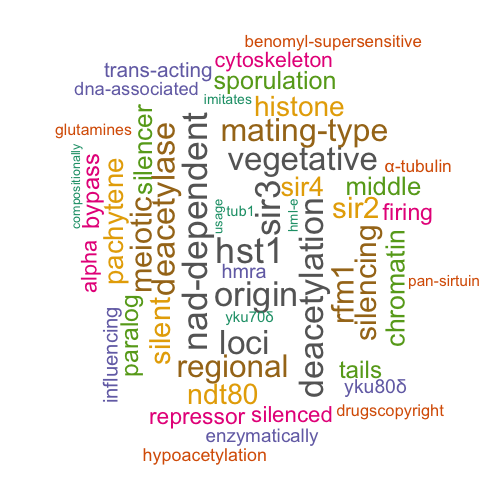 benomyl-supersensitive
cytoskeleton
trans-acting
sporulation
dna-associated
imitates
histone
glutamines
mating-type
silencer
compositionally
bypass
pachytene
meiotic
deacetylase
nad-dependent
vegetative
α-tubulin
usage
tub1
sir3
sir4
hml-e
middle
sir2
firing
alpha
hst1
hmra
deacetylation
rfm1
silencing
chromatin
pan-sirtuin
origin
influencing
paralog
silent
yku70δ
loci
regional
tails
ndt80
yku80δ
repressor
silenced
drugscopyright
enzymatically
hypoacetylation